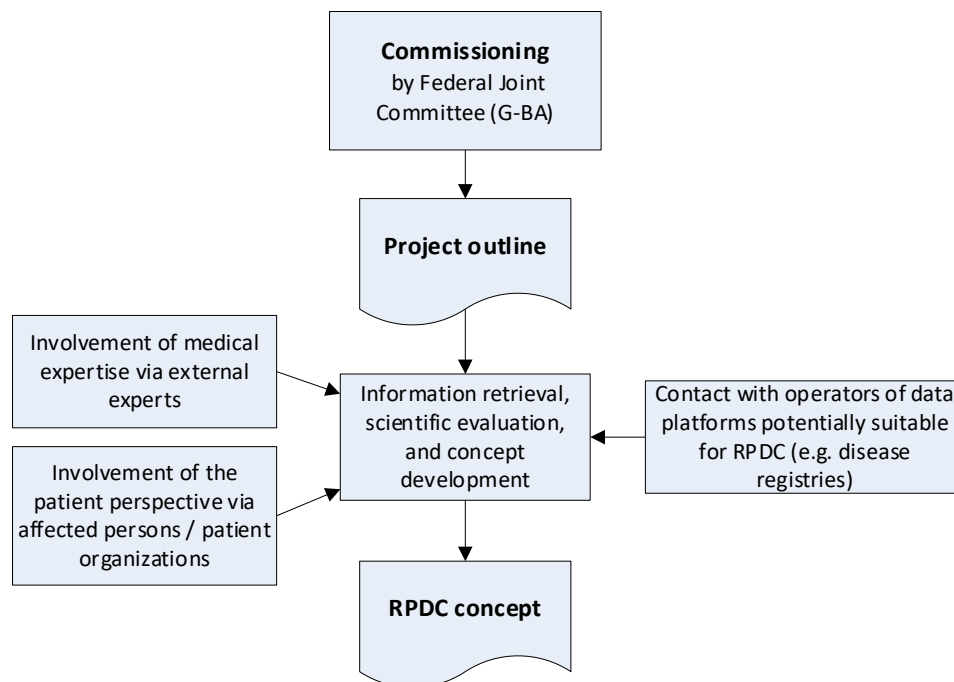 Commissioning
by Federal Joint
Committee (G-BA)
Project outline
Involvement of medical
expertise via external
experts
Involvement of the
patient perspective via
affected persons / patient
organizations
Information retrieval,
scientific evaluation,
and concept
development
Contact with operators of data
platforms potentially suitable
for RPDC (e.g. disease
registries)
RPDC concept